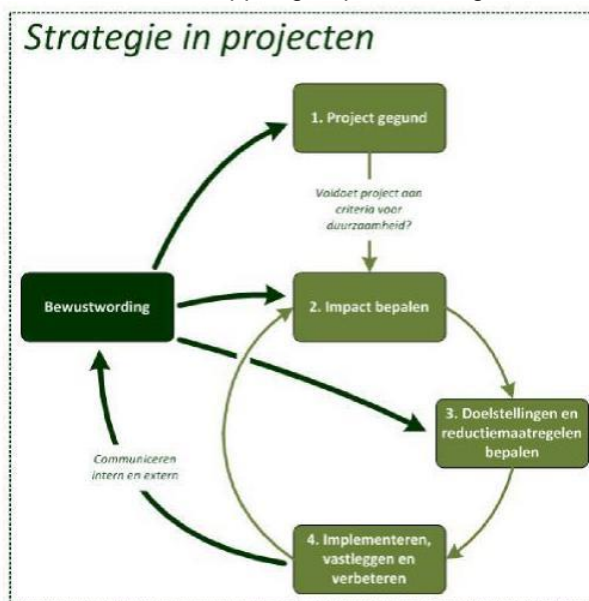 Strategie in projecten
1. Project gegund
Voldoet project aan
criteria voor
duurzaamheid?
Bewustwording
2. Impact bepalen
3. Doelstellingen en
reductiemaatregelen
bepalen
Communiceren
intern en extern
4. Implementeren,
vastleggen en
verbeteren